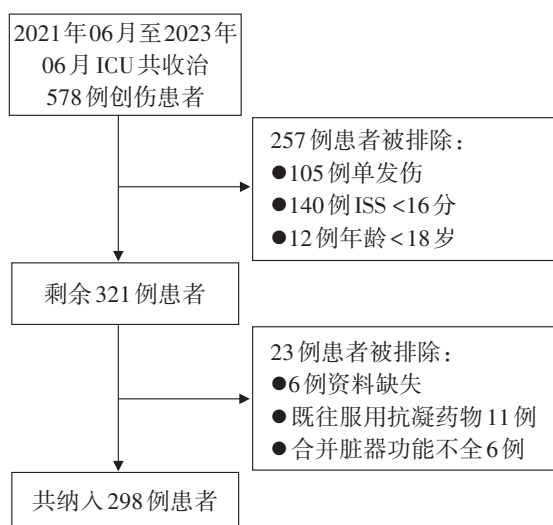 2021年06月至2023年
06月ICU共收治
578例创伤患者
257例患者被排除：
●105例单发伤
●140例ISS <16分
●12例年龄<18岁
剩余321例患者
23例患者被排除：
●6例资料缺失
●既往服用抗凝药物11例
●合并脏器功能不全6例
共纳入298例患者